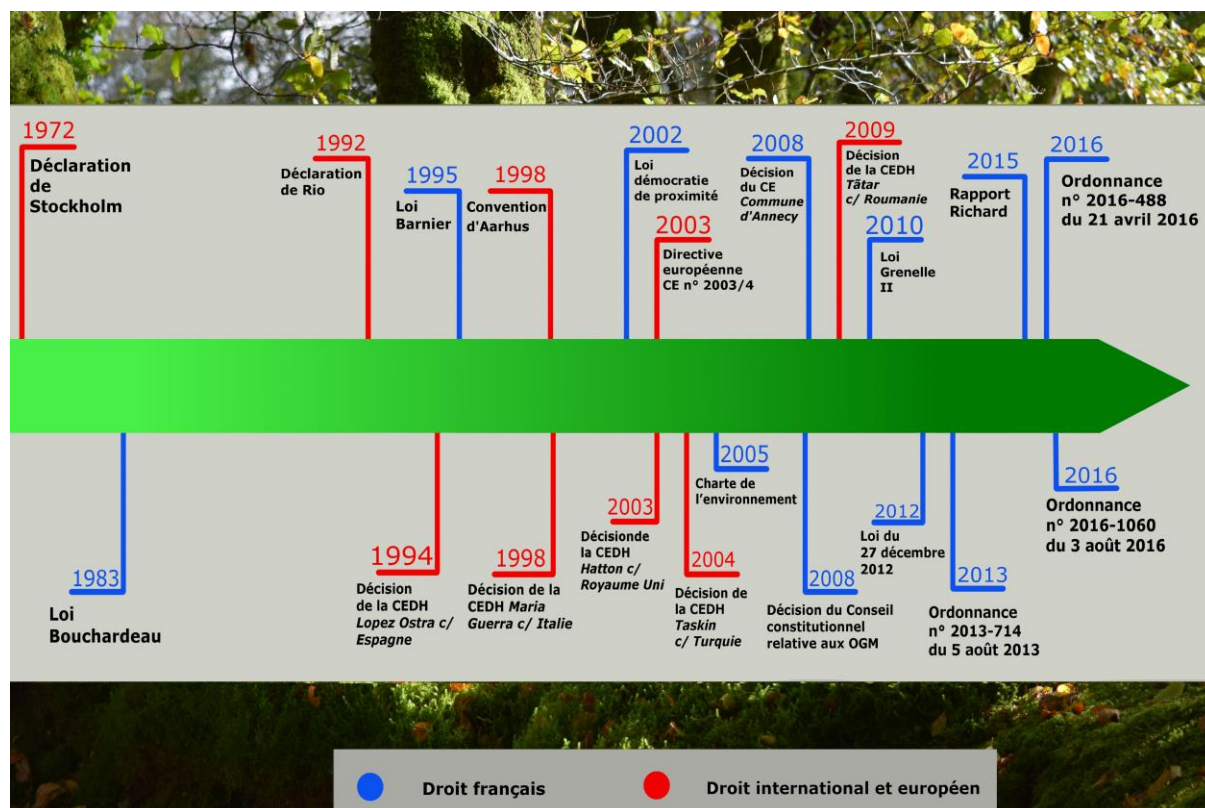 1972
Déclaration
de
Stockholm
1992
Déclaration
de Rio
1995
Loi
Barnier
1998
Convention
d'Aarhus
2002
Loi
démocratie
de proximité
2003
Directive
européenne
CE n° 2003/4
2008
Décision
du CE
Commune
d'Annecy
2009
Décision
de la CEDH
Tãtar
c/ Roumanie
2010
Loi
Grenelle
II
2015
Rapport
Richard
2016
Ordonnance
n° 2016-488
du 21 avril 2016
1983
Loi
Bouchardeau
1994
Décision
de la CEDH
Lopez Ostra c/
Espagne
1998
Décision de la
CEDH Maria
Guerra c/ Italie
2003
Décisionde
la CEDH
Hatton c/
Royaume Uni
2004
Décision de
la CEDH
Taskin
c/ Turquie
2005
Charte de
l'environnement
2008
Décision du Conseil
constitutionnel
relative aux OGM
2012
Loi du
27 décembre
2012
2013
Ordonnance
n° 2013-714
du 5 août 2013
2016
Ordonnance
n° 2016-1060
du 3 août 2016
Droit français
Droit international et européen